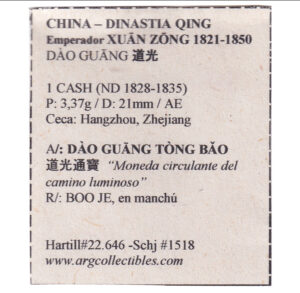 CHINA – DINASTIA QING
Emperador XUĀN ZŌNG 1821-1850
DÀO GUĀNG 道光
1 CASH (ND 1828-1835)
P: 3,37g / D: 21mm / AE
Ceca: Hangzhou, Zhejiang
A/: DÀO GUĀNG TÒNG BǍO
道光通寶 “Moneda circulante del
camino luminoso”
R/: BOO JE, en manchú
Hartill#22.646 -Schj #1518
www.argcollectibles.com